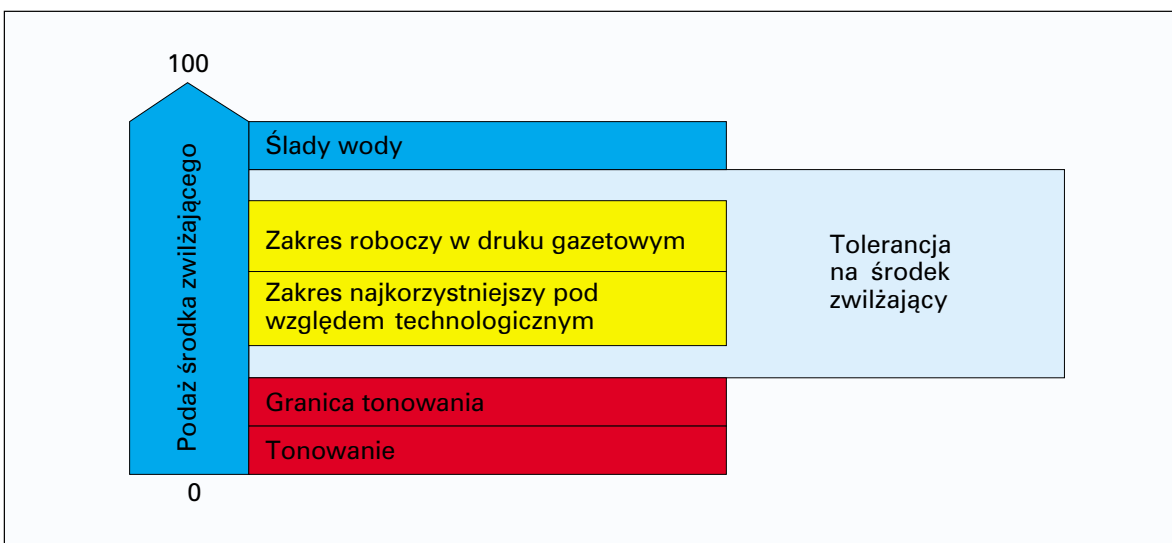 100
Podaż środka zwilżającego
0
Ślady wody
Zakres roboczy w druku gazetowym
Zakres najkorzystniejszy pod
względem technologicznym
Granica tonowania
Tonowanie
Tolerancja
na środek
zwilżający